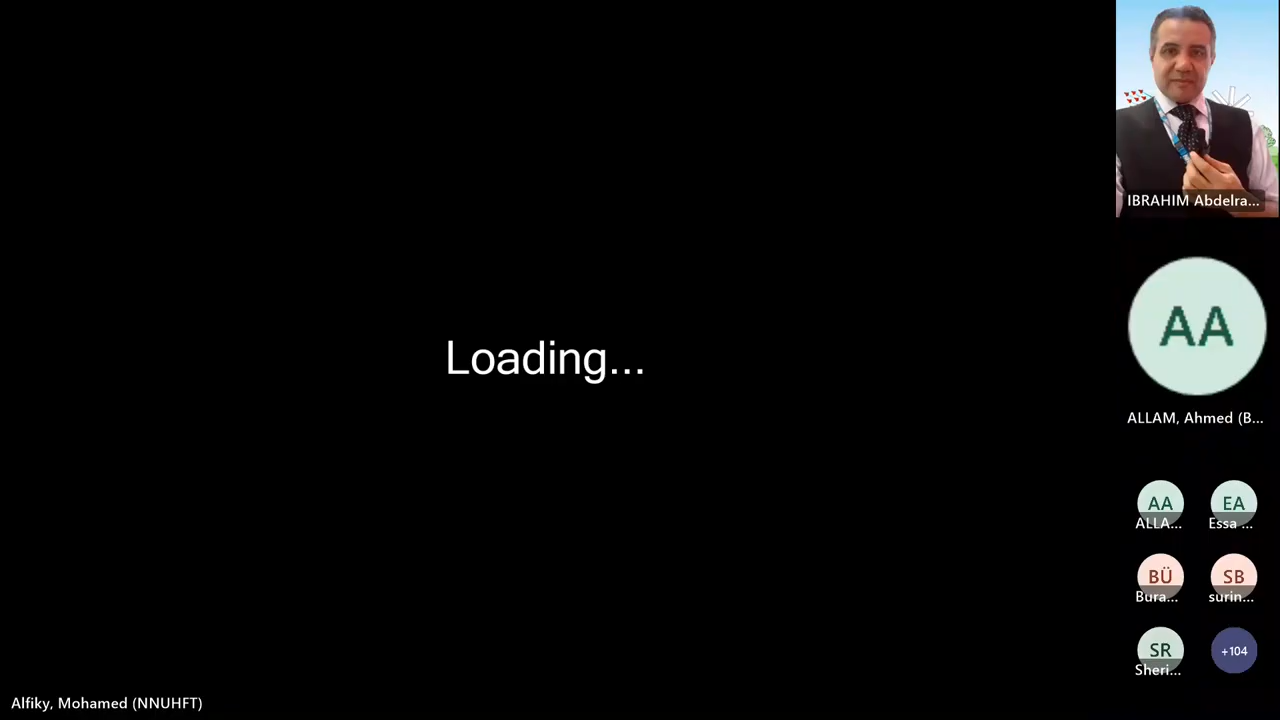 IBRAHIM Abdelra...
AA
ALLAM, Ahmed (B...
AA
EA
ALLA...
Essa ...
BÜ
SB
Bura...
surin...
SR
+104
Sheri...
Loading...
Alfiky, Mohamed (NNUHFT)